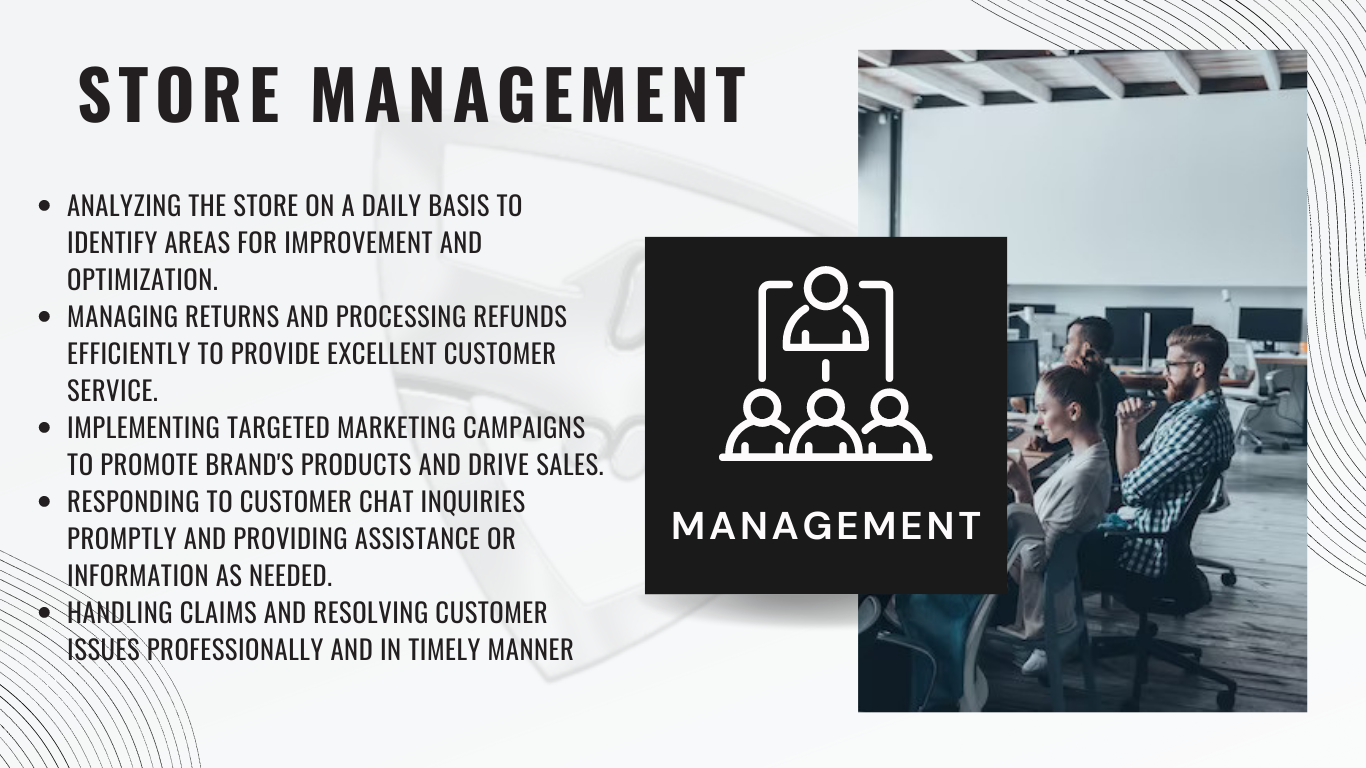 STORE MANAGEMENT
• ANALYZING THE STORE ON A DAILY BASIS TO
IDENTIFY AREAS FOR IMPROVEMENT AND
OPTIMIZATION.
• MANAGING RETURNS AND PROCESSING REFUNDS
EFFICIENTLY TO PROVIDE EXCELLENT CUSTOMER
SERVICE.
• IMPLEMENTING TARGETED MARKETING CAMPAIGNS
TO PROMOTE BRAND'S PRODUCTS AND DRIVE SALES.
• RESPONDING TO CUSTOMER CHAT INQUIRIES
PROMPTLY AND PROVIDING ASSISTANCE OR
INFORMATION AS NEEDED.
• HANDLING CLAIMS AND RESOLVING CUSTOMER
ISSUES PROFESSIONALLY AND IN TIMELY MANNER
MANAGEMENT